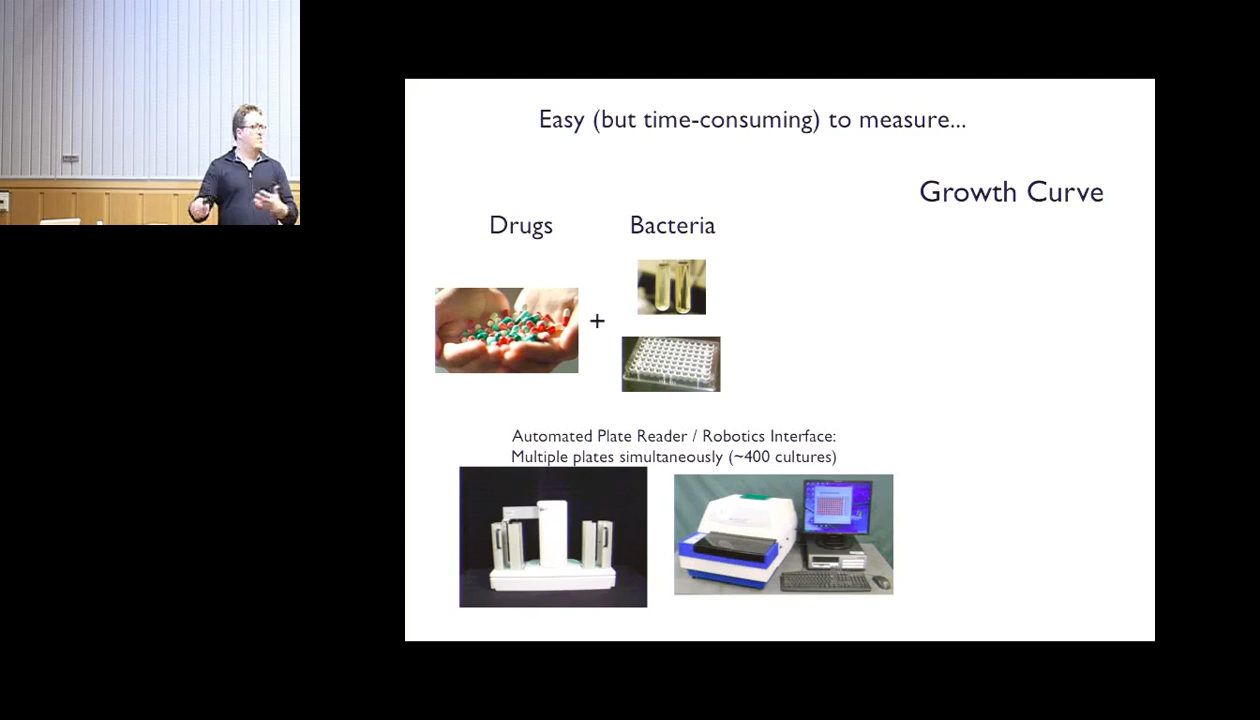 Easy (but time-consuming) to measure...
Growth Curve
Drugs
Bacteria
+
Automated Plate Reader / Robotics Interface:
Multiple plates simultaneously (~400 cultures)